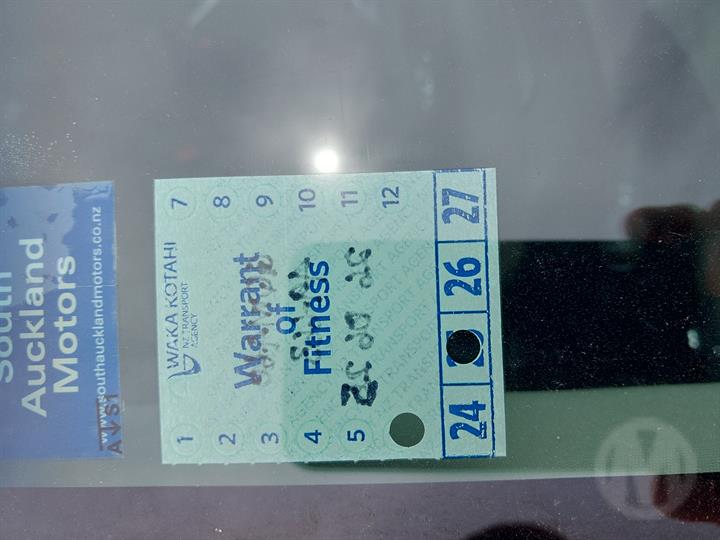 South
Auckland
Motors
www.southaucklandmotors.co.nz
AVSI
WAKA KOTAHI
NZ TRANSPORT
AGENCY
Warrant
of
Fitness
1
2
3
4
5
7
8
9
10
11
12
24
26
27